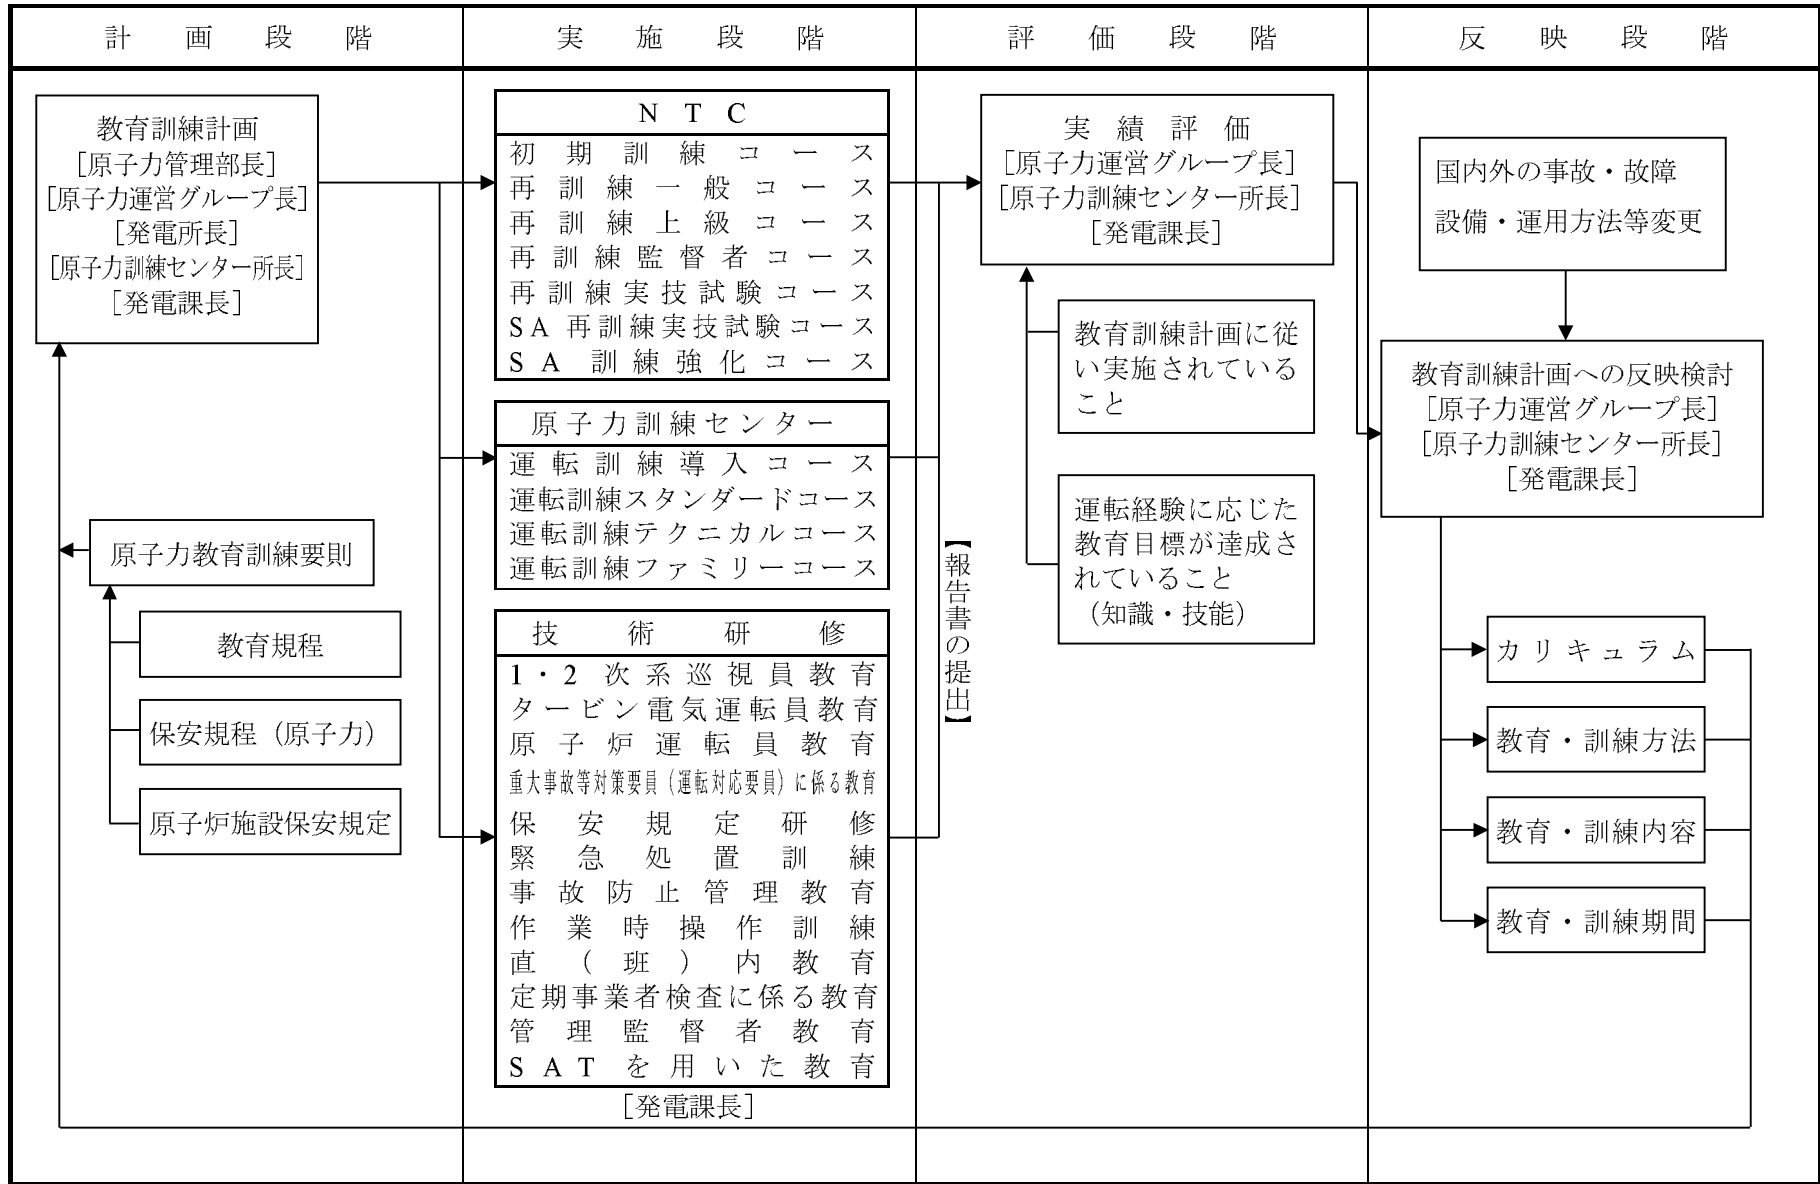 計画段階
教育訓練計画
[原子力管理部長]
[原子力運営グループ長]
[発電所長]
[原子力訓練センター所長]
[発電課長]
原子力教育訓練要則
教育規程
保安規程（原子力）
原子炉施設保安規定
実施段階
NTC
初期訓練コース
再訓練一般コース
再訓練上級コース
再訓練監督者コース
再訓練実技試験コース
SA再訓練実技試験コース
SA訓練強化コース
原子力訓練センター
運転訓練導入コース
運転訓練スタンダードコース
運転訓練テクニカルコース
運転訓練ファミリーコース
技術研修
1・2次系巡視員教育
タービン電気運転員教育
原子炉運転員教育
重大事故等対策要員（運転対応要員）に係る教育
保安規定研修
緊急処置訓練
事故防止管理教育
作業時操作訓練
直（班）内教育
定期事業者検査に係る教育
管理監督者教育
SATを用いた教育
[発電課長]
【報告書の提出】
評価段階
実績評価
[原子力運営グループ長]
[原子力訓練センター所長]
[発電課長]
教育訓練計画に従
い実施されている
こと
運転経験に応じた
教育目標が達成さ
れていること
（知識・技能）
反映段階
国内外の事故・故障
設備・運用方法等変更
教育訓練計画への反映検討
[原子力運営グループ長]
[原子力訓練センター所長]
[発電課長]
カリキュラム
教育・訓練方法
教育・訓練内容
教育・訓練期間